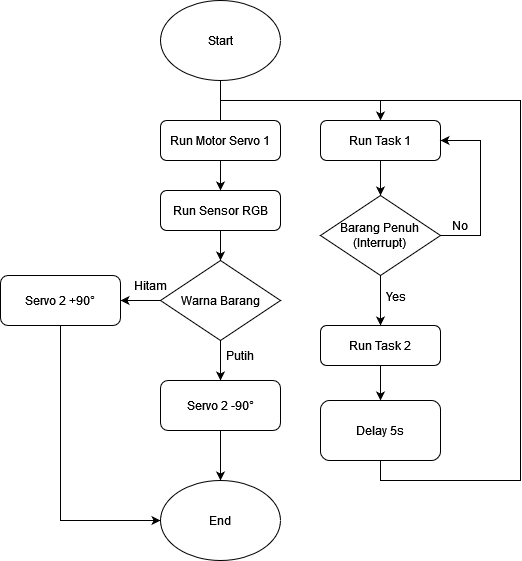 Start
Run Motor Servo 1
Run Sensor RGB
Warna Barang
Hitam
Servo 2 +90°
Putih
Servo 2 -90°
End
Run Task 1
Barang Penuh
(Interrupt)
No
Yes
Run Task 2
Delay 5s